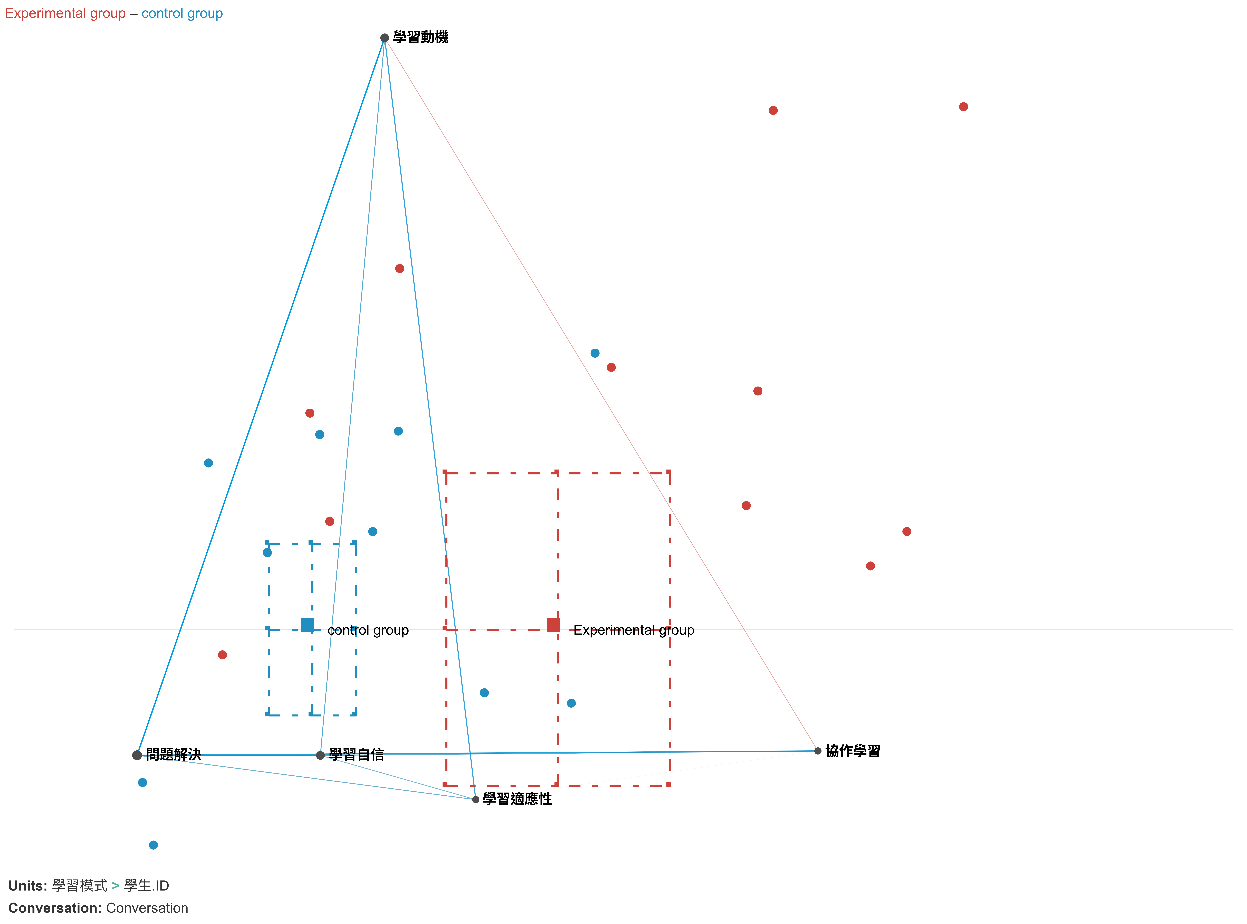 Experimental group – control group
學習動機
control group
Experimental group
問題解決
學習自信
協作學習
學習適應性
Units: 學習模式 > 學生.ID
Conversation: Conversation